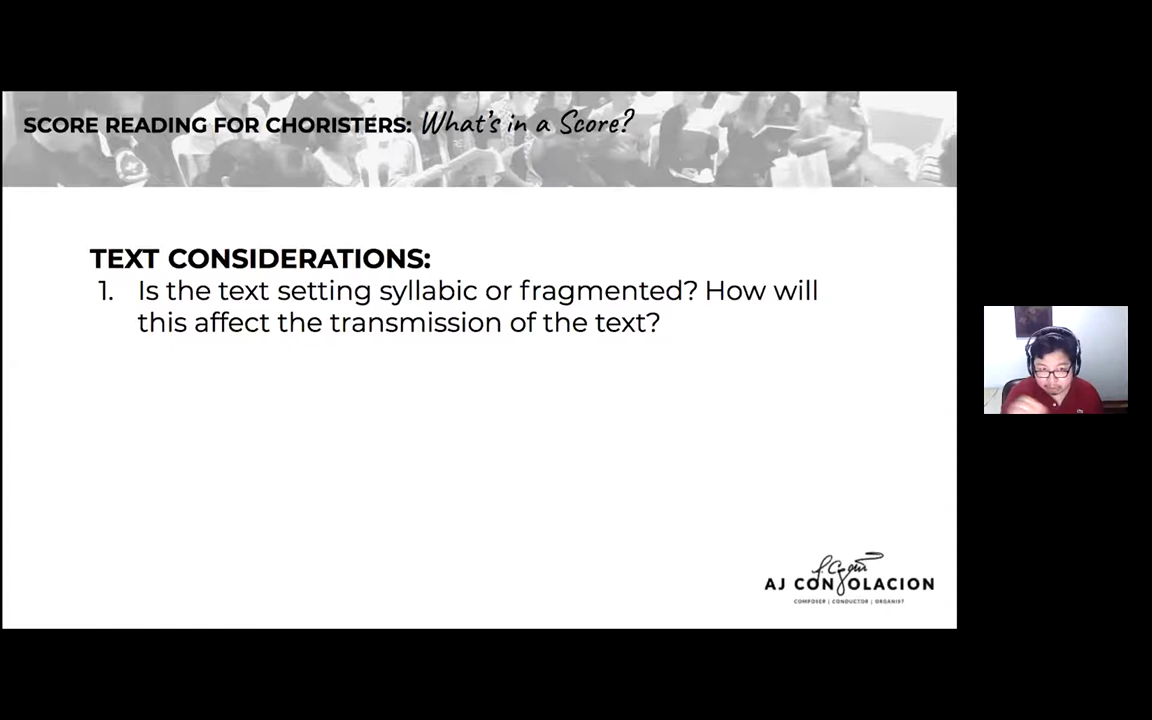 SCORE READING FOR CHORISTERS: What's in a Score?
TEXT CONSIDERATIONS:
1. Is the text setting syllabic or fragmented? How will
this affect the transmission of the text?
AJ CONSOLACION
COMPOSER | CONDUCTOR | ORGANIST